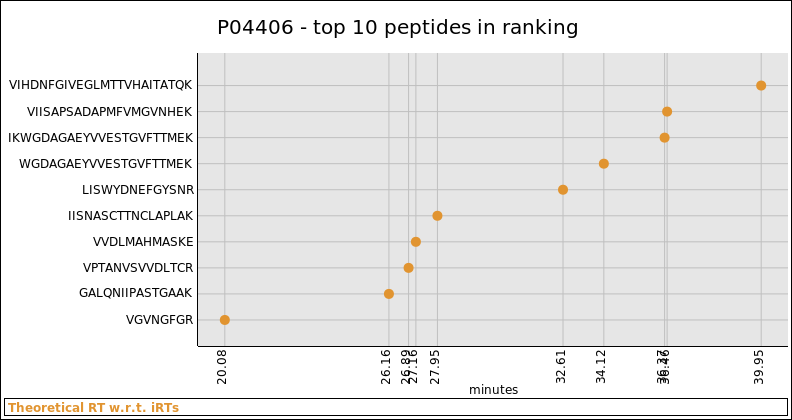 P04406 - top 10 peptides in ranking
VIHDNFGIVEGLMTTVHAITATQK
VIISAPSADAPMFVMGVNHEK
IKWGDAGAEYVVESTGVFTTMEK
WGDAGAEYVVESTGVFTTMEK
LISWYDNEFGYSNR
IISNASCTTNCLAPLAK
VVDLMAHMASKE
VPTANVSVVDLTCR
GALQNIIPASTGAAK
VGVNGFGR
20.08
26.16
26.89
27.16
27.95
32.61
34.12
36.46
39.95
minutes
Theoretical RT w.r.t. iRTs